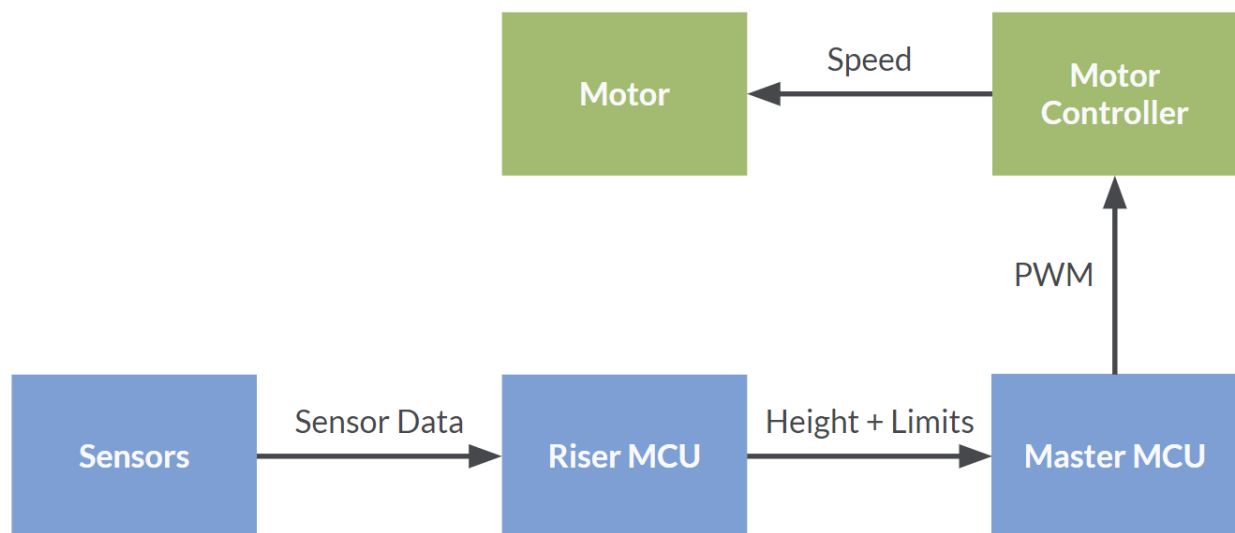 Motor
Speed
Motor
Controller
PWM
Sensors
Sensor Data
Riser MCU
Height + Limits
Master MCU